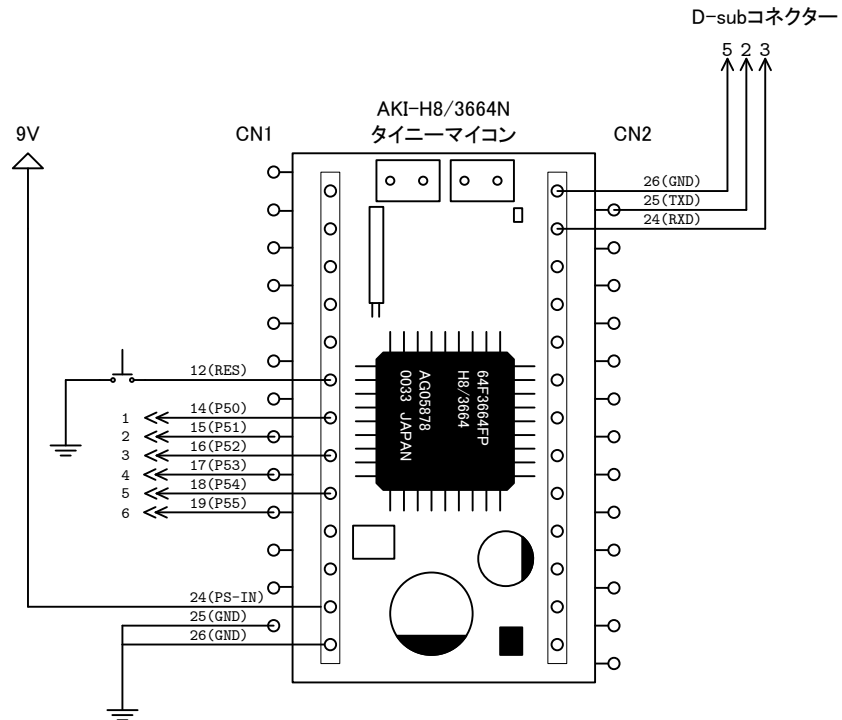 D-subコネクター
5 2 3
AKI-H8/3664N
タイニーマイコン
9V
CN1
CN2
26(GND)
25(TXD)
24(RXD)
12(RES)
1 14(P50)
2 15(P51)
3 16(P52)
4 17(P53)
5 18(P54)
6 19(P55)
64F3664FP
H8/3664
AG05878
0033 JAPAN
24(PS-IN)
25(GND)
26(GND)